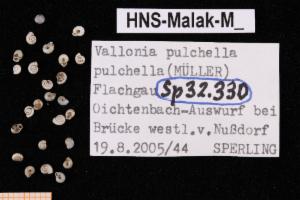 HNS-Malak-M_
Vallonia pulchella
pulchella(MÜLLER)
Flachgau Sp32.330
Oichtenbach-Auswurf bei
Brücke westl.v.Nußdorf
19.8.2005/44 SPERLING